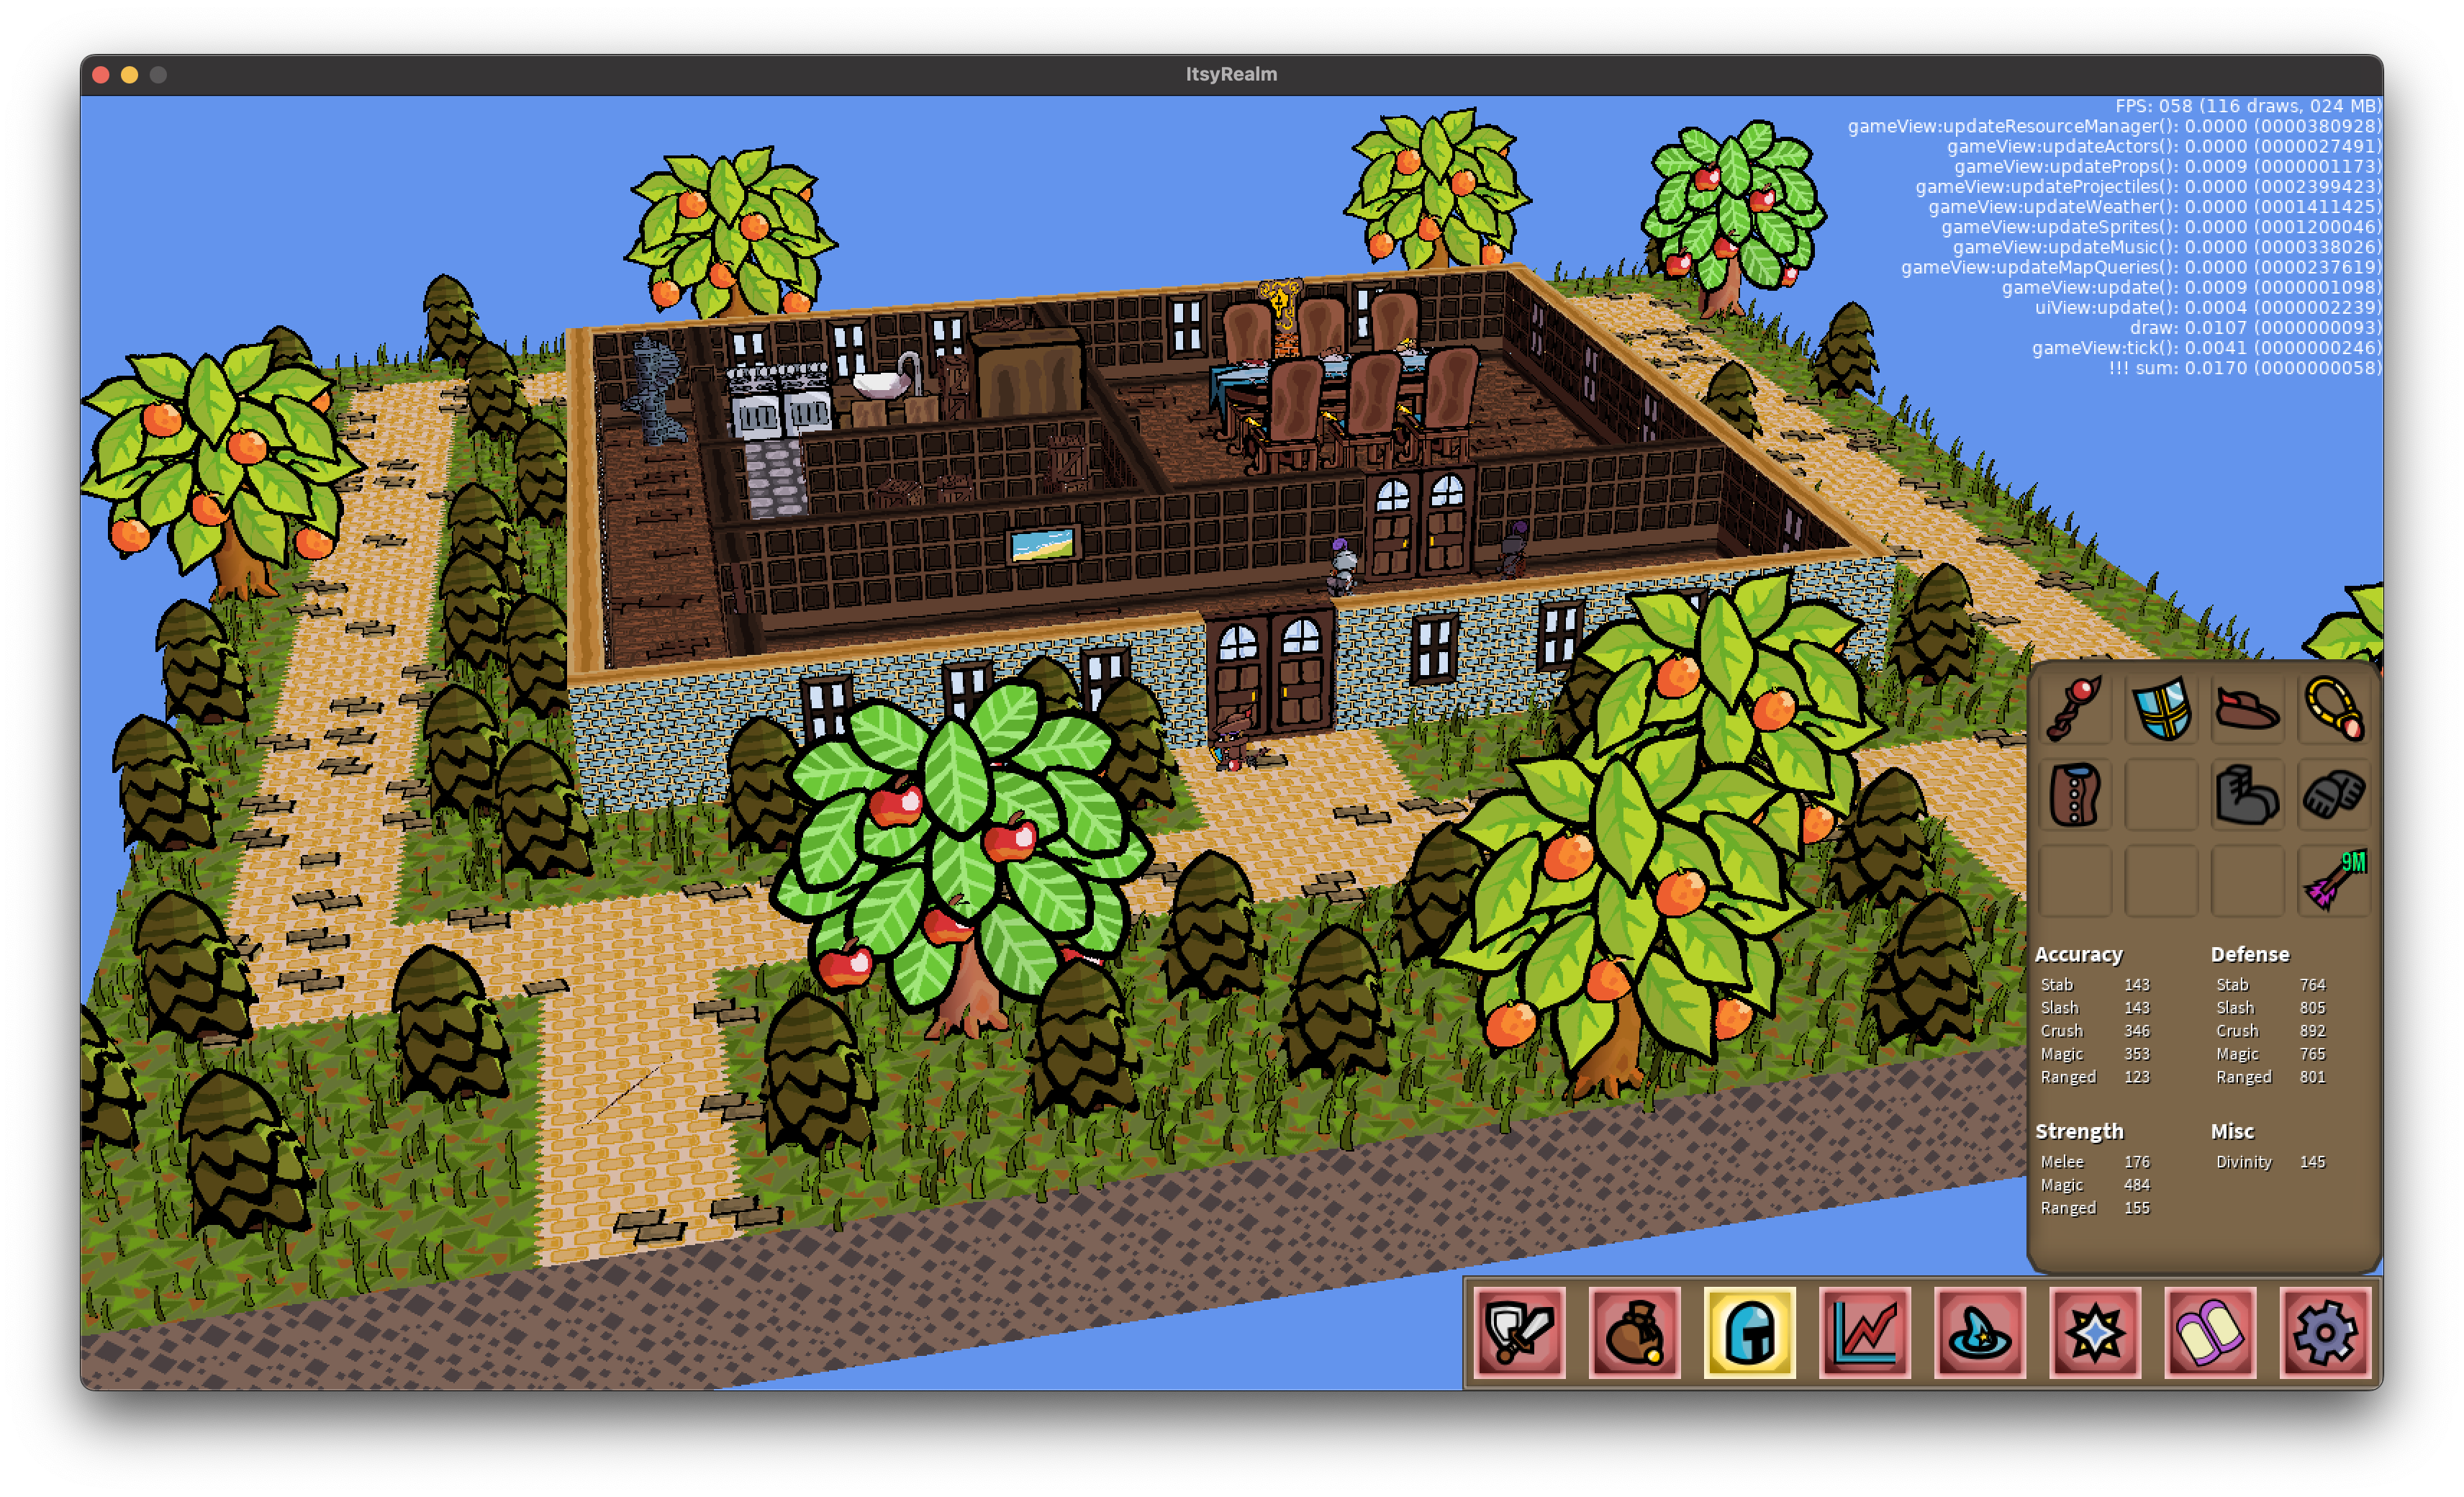 ItsyRealm
FPS: 058 (116 draws, 024 MB)
gameView:updateResourceManager(): 0.0000 (0000380928)
gameView:updateActors(): 0.0000 (0000027491)
gameView:updateProps(): 0.0009 (0000001173)
gameView:updateProjectiles(): 0.0000 (0002399423)
gameView:updateWeather(): 0.0000 (0001411425)
gameView:updateSprites(): 0.0000 (0001200046)
gameView:updateMusic(): 0.0000 (0000338026)
gameView:updateMapQueries(): 0.0000 (0000237619)
gameView:update(): 0.0009 (0000001098)
uiView:update(): 0.0004 (0000002239)
draw: 0.0107 (0000000093)
gameView:tick(): 0.0041 (0000000246)
!!! sum: 0.0170 (0000000058)
9M
Accuracy
Stab 143
Slash 143
Crush 346
Magic 353
Ranged 123
Defense
Stab 764
Slash 805
Crush 892
Magic 765
Ranged 801
Strength
Melee 176
Magic 484
Ranged 155
Misc
Divinity 145